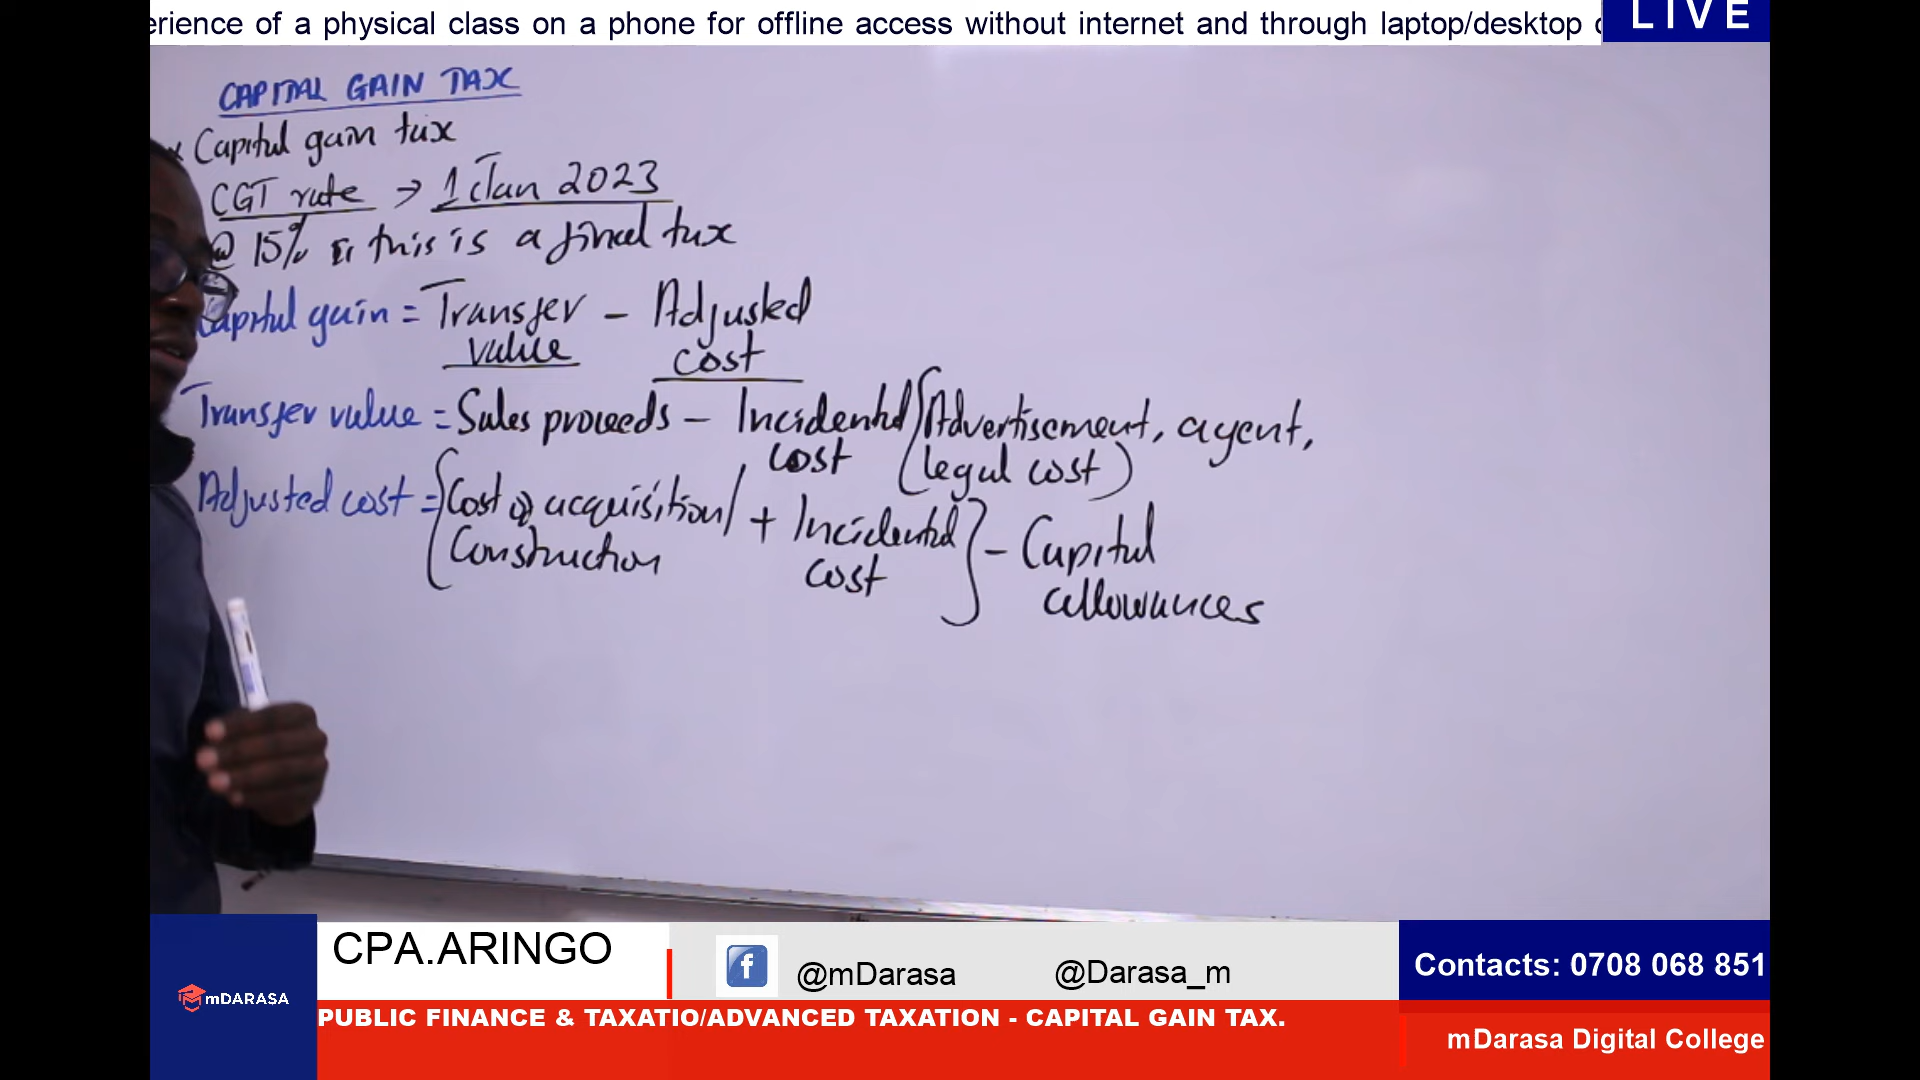 erience of a physical class on a phone for offline access without internet and through laptop/desktop
LIVE
CAPITAL GAIN TAX
Capital gain tax
CGT rate → 1 Jan 2023
@ 15% & this is a final tax
Capital gain = Transfer value − Adjusted cost
Transfer value = Sales proceeds − Incidental cost (Advertisement, agent, legal cost)
Adjusted cost = {Cost of acquisition/Construction + Incidental cost} − Capital allowances
CPA.ARINGO
f
@mDarasa
@Darasa_m
Contacts: 0708 068 851
mDARASA
PUBLIC FINANCE & TAXATIO/ADVANCED TAXATION - CAPITAL GAIN TAX.
mDarasa Digital College